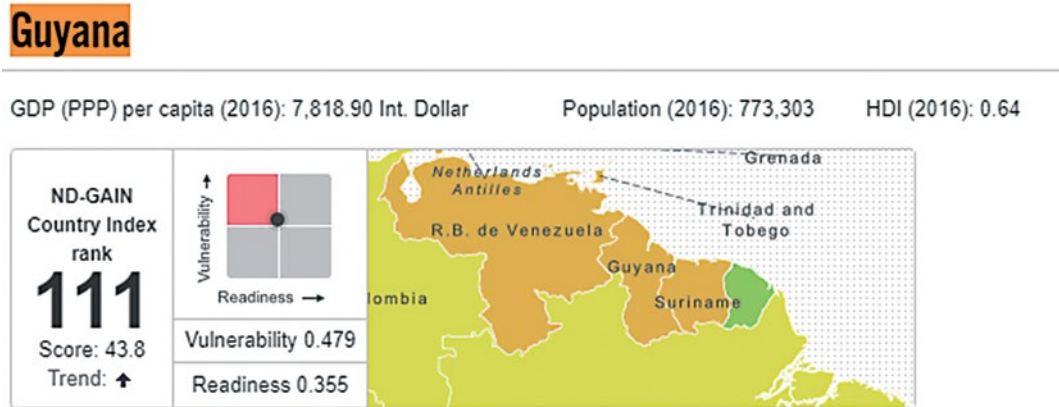 Guyana
GDP (PPP) per capita (2016): 7,818.90 Int. Dollar Population (2016): 773,303 HDI (2016): 0.64
ND-GAIN
Country Index
rank
111
Score: 43.8
Trend:
Vulnerability
Readiness
Vulnerability 0.479
Readiness 0.355
Grenada
Netherlands
Antilles
Trinidad and
Tobego
R.B. de Venezuela
Guyana
lombia
Suriname